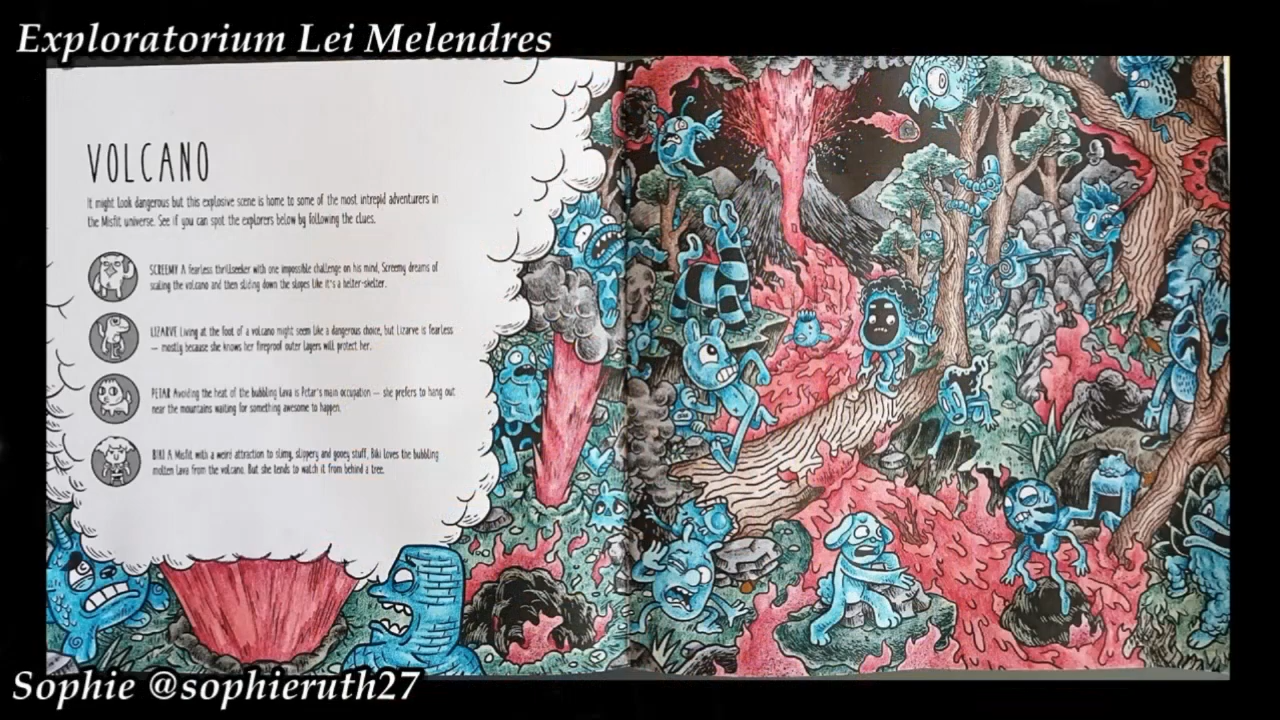 Exploratorium Lei Melendres
VOLCANO
It might look dangerous but this explosive scene is home to some of the most intrepid adventurers in
the Misfit universe. See if you can spot the explorers below by following the clues.
SCREEMY A fearless thrillseeker with one impossible challenge on his mind, Screemy dreams of
scaling the volcano and then sliding down the slopes like it's a helter-skelter.
LIZARVE Living at the foot of a volcano might seem like a dangerous choice, but Lizarve is fearless
– mostly because she knows her fireproof outer layers will protect her.
PETAR Avoiding the heat of the bubbling lava is Petar's main occupation – she prefers to hang out
near the mountains waiting for something awesome to happen.
BIKI A Misfit with a weird attraction to slimy, slippery and gooey stuff, Biki loves the bubbling
molten lava from the volcano. But she tends to watch it from behind a tree.
Sophie @sophieruth27